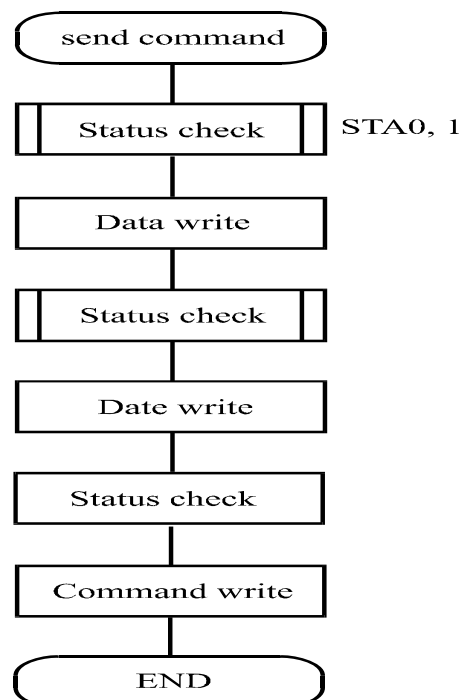 send command
Status check
STA0, 1
Data write
Status check
Date write
Status check
Command write
END